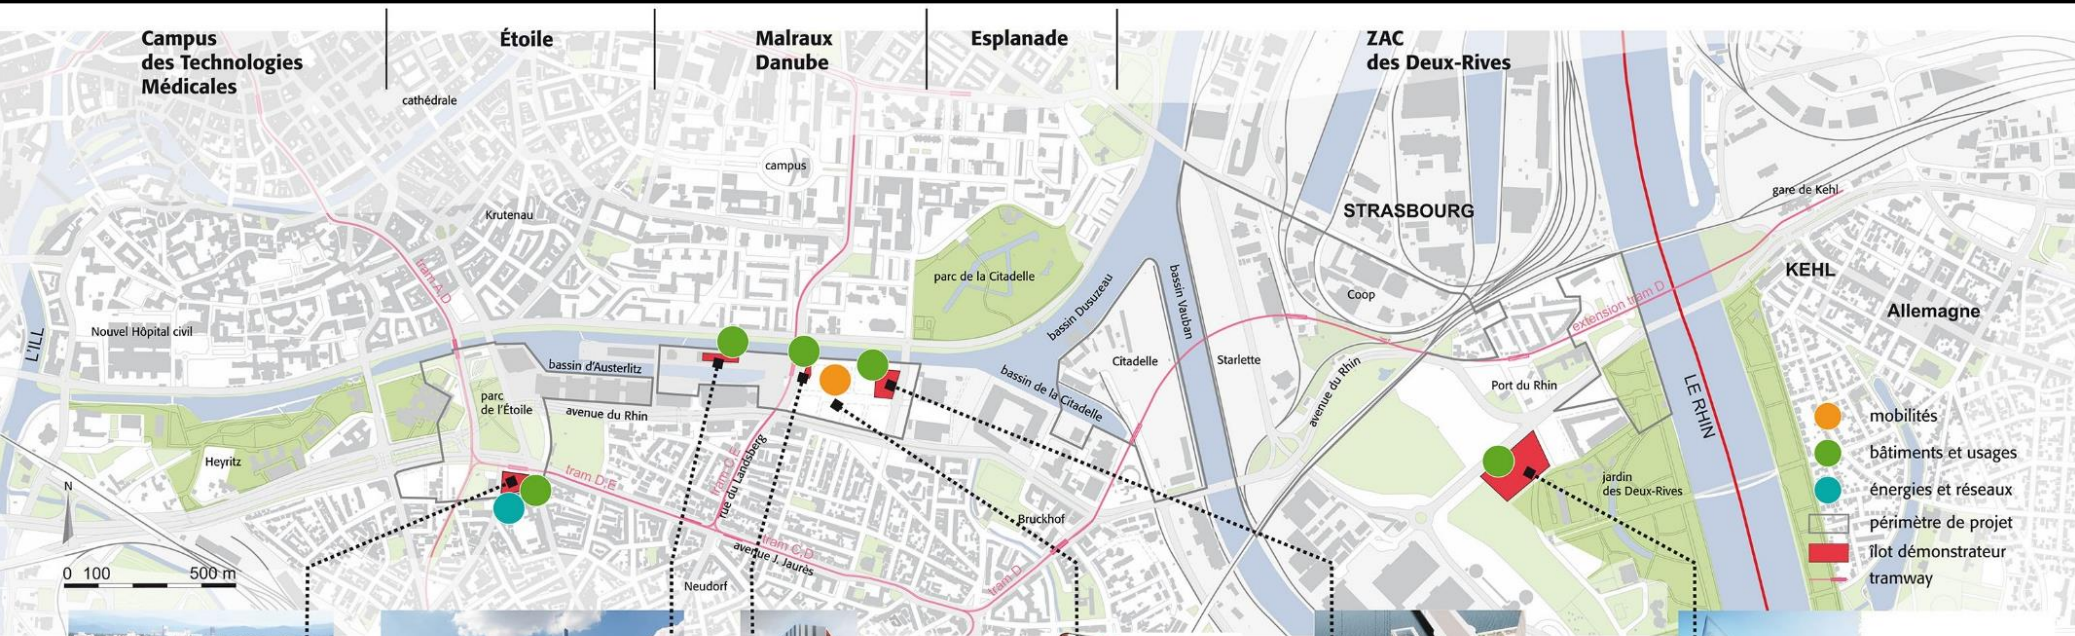 Campus
des Technologies
Médicales
Étoile
Malraux
Danube
Esplanade
ZAC
des Deux-Rives
cathédrale
campus
Krutenau
STRASBOURG
gare de Kehl
KEHL
Allemagne
parc de la Citadelle
tram A,D
bassin Dusuzeau
bassin Vauban
Coop
extension tram D
L'ILL
Nouvel Hôpital civil
bassin d'Austerlitz
Citadelle
Starlette
bassin de la Citadelle
avenue du Rhin
Port du Rhin
LE RHIN
parc
de l'Étoile
avenue du Rhin
Heyritz
tram D,E
tram C,E
rue du Landsberg
jardin
des Deux-Rives
Bruckhof
tram C,D
avenue J. Jaurès
tram D
Neudorf
N
0 100 500 m
mobilités
bâtiments et usages
énergies et réseaux
périmètre de projet
îlot démonstrateur
tramway